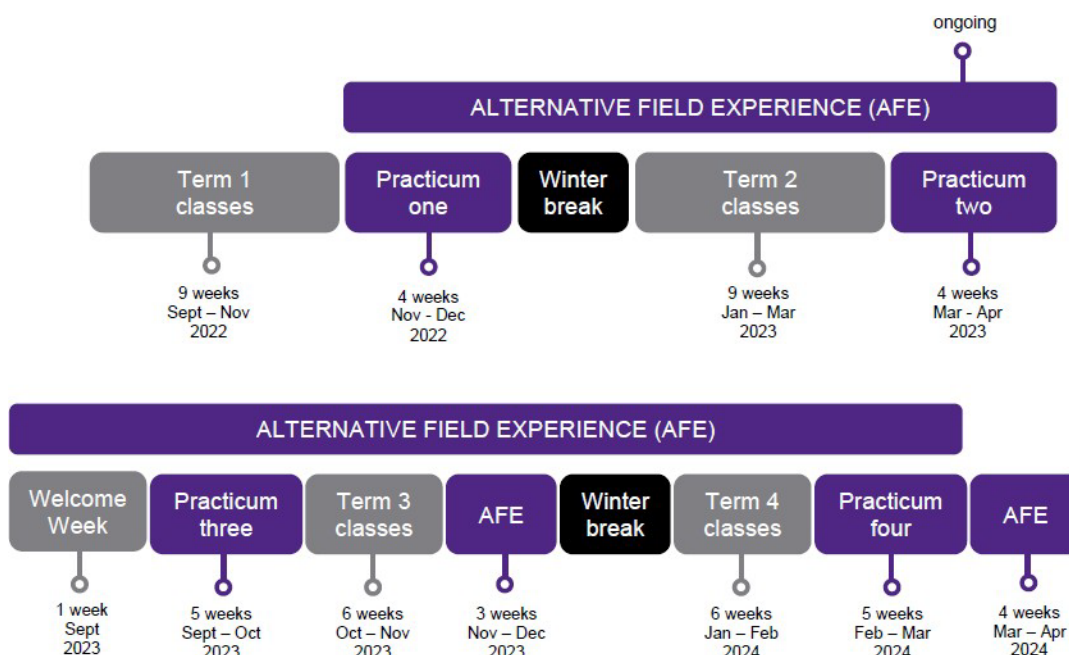 ongoing
ALTERNATIVE FIELD EXPERIENCE (AFE)
Term 1
classes
Practicum
one
Winter
break
Term 2
classes
Practicum
two
9 weeks
Sept – Nov
2022
4 weeks
Nov - Dec
2022
9 weeks
Jan – Mar
2023
4 weeks
Mar - Apr
2023
ALTERNATIVE FIELD EXPERIENCE (AFE)
Welcome
Week
Practicum
three
Term 3
classes
AFE
Winter
break
Term 4
classes
Practicum
four
AFE
1 week
Sept
2023
5 weeks
Sept – Oct
2023
6 weeks
Oct – Nov
2023
3 weeks
Nov – Dec
2023
6 weeks
Jan – Feb
2024
5 weeks
Feb – Mar
2024
4 weeks
Mar – Apr
2024